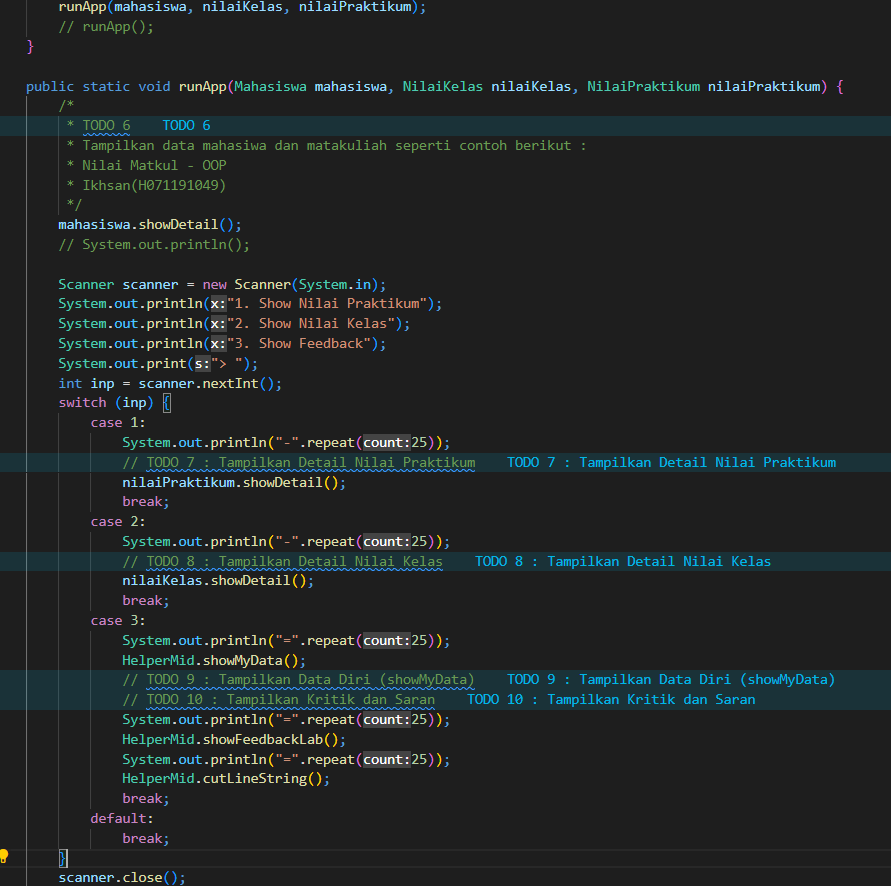 runApp(mahasiswa, nilaiKelas, nilaiPraktikum);
// runApp();
}
public static void runApp(Mahasiswa mahasiswa, NilaiKelas nilaiKelas, NilaiPraktikum nilaiPraktikum) {
/*
* TODO 6 TODO 6
* Tampilkan data mahasiwa dan matakuliah seperti contoh berikut :
* Nilai Matkul - OOP
* Ikhsan(H071191049)
*/
mahasiswa.showDetail();
// System.out.println();
Scanner scanner = new Scanner(System.in);
System.out.println(x:"1. Show Nilai Praktikum");
System.out.println(x:"2. Show Nilai Kelas");
System.out.println(x:"3. Show Feedback");
System.out.print(s:"> ");
int inp = scanner.nextInt();
switch (inp) {
case 1:
System.out.println("-".repeat(count:25));
// TODO 7 : Tampilkan Detail Nilai Praktikum TODO 7 : Tampilkan Detail Nilai Praktikum
nilaiPraktikum.showDetail();
break;
case 2:
System.out.println("-".repeat(count:25));
// TODO 8 : Tampilkan Detail Nilai Kelas TODO 8 : Tampilkan Detail Nilai Kelas
nilaiKelas.showDetail();
break;
case 3:
System.out.println("=".repeat(count:25));
HelperMid.showMyData();
// TODO 9 : Tampilkan Data Diri (showMyData) TODO 9 : Tampilkan Data Diri (showMyData)
// TODO 10 : Tampilkan Kritik dan Saran TODO 10 : Tampilkan Kritik dan Saran
System.out.println("=".repeat(count:25));
HelperMid.showFeedbackLab();
System.out.println("=".repeat(count:25));
HelperMid.cutLineString();
break;
default:
break;
}
scanner.close();